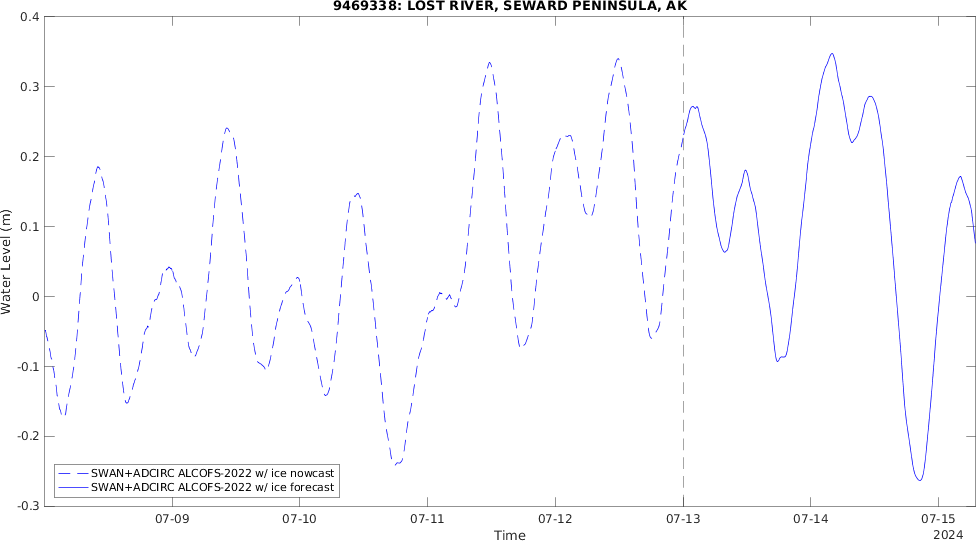 9469338: LOST RIVER, SEWARD PENINSULA, AK
0.4
0.3
0.2
0.1
0
-0.1
-0.2
-0.3
Water Level (m)
SWAN+ADCIRC ALCOFS-2022 w/ ice nowcast
SWAN+ADCIRC ALCOFS-2022 w/ ice forecast
07-09 07-10 07-11 07-12 07-13 07-14 07-15
Time
2024